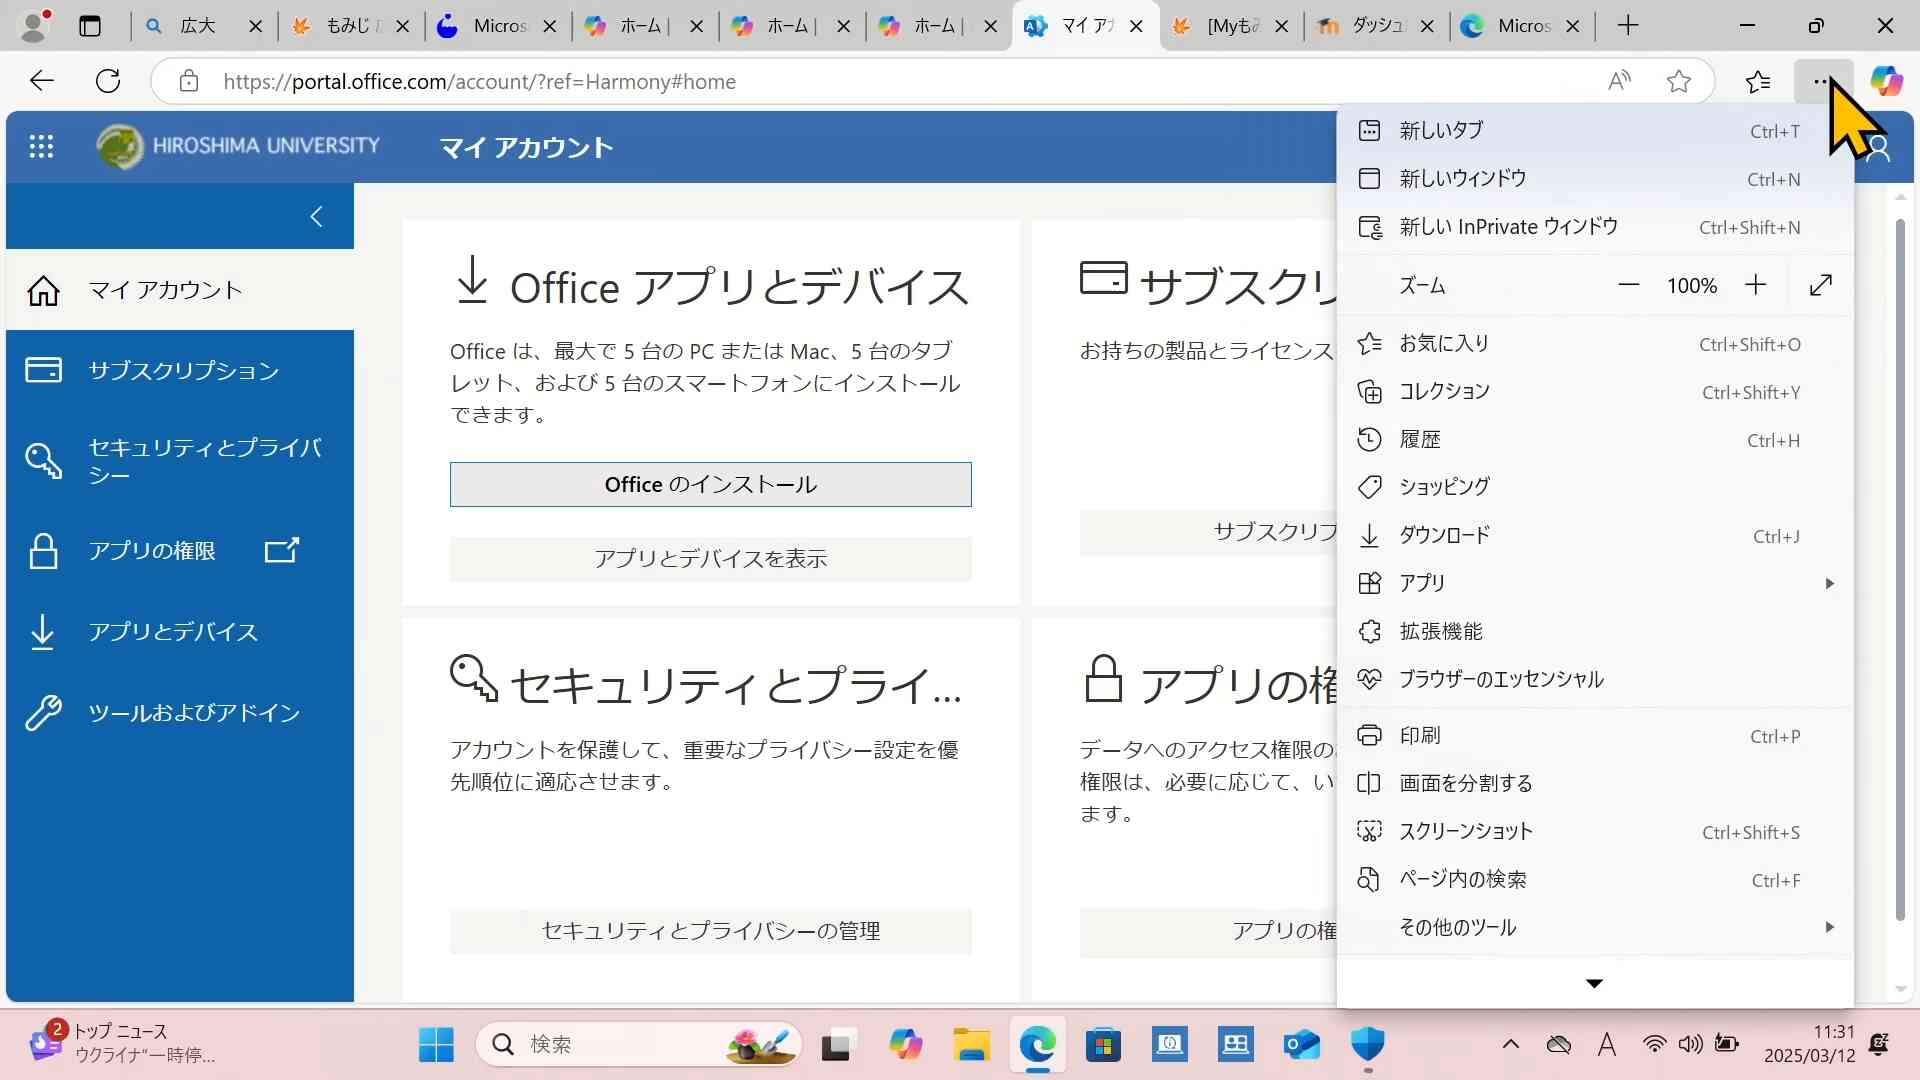 広大
もみじ
Micros
ホーム |
ホーム |
ホーム |
マイ ア
[Myも
ダッシュ
Micros
https://portal.office.com/account/?ref=Harmony#home
HIROSHIMA UNIVERSITY
マイ アカウント
マイ アカウント
サブスクリプション
セキュリティとプライバ
シー
アプリの権限
アプリとデバイス
ツールおよびアドイン
Office アプリとデバイス
Office は、最大で 5 台の PC または Mac、5 台のタブ
レット、および 5 台のスマートフォンにインストール
できます。
Office のインストール
アプリとデバイスを表示
サブスクリ
お持ちの製品とライセンス
サブスクリプ
セキュリティとプライ...
アカウントを保護して、重要なプライバシー設定を優
先順位に適応させます。
セキュリティとプライバシーの管理
アプリの権
データへのアクセス権限の
権限は、必要に応じて、い
ます。
アプリの権
新しいタブ Ctrl+T
新しいウィンドウ Ctrl+N
新しい InPrivate ウィンドウ Ctrl+Shift+N
ズーム 100%
お気に入り Ctrl+Shift+O
コレクション Ctrl+Shift+Y
履歴 Ctrl+H
ショッピング
ダウンロード Ctrl+J
アプリ
拡張機能
ブラウザーのエッセンシャル
印刷 Ctrl+P
画面を分割する
スクリーンショット Ctrl+Shift+S
ページ内の検索 Ctrl+F
その他のツール
2
トップ ニュース
ウクライナ“一時停...
検索
A
11:31
2025/03/12